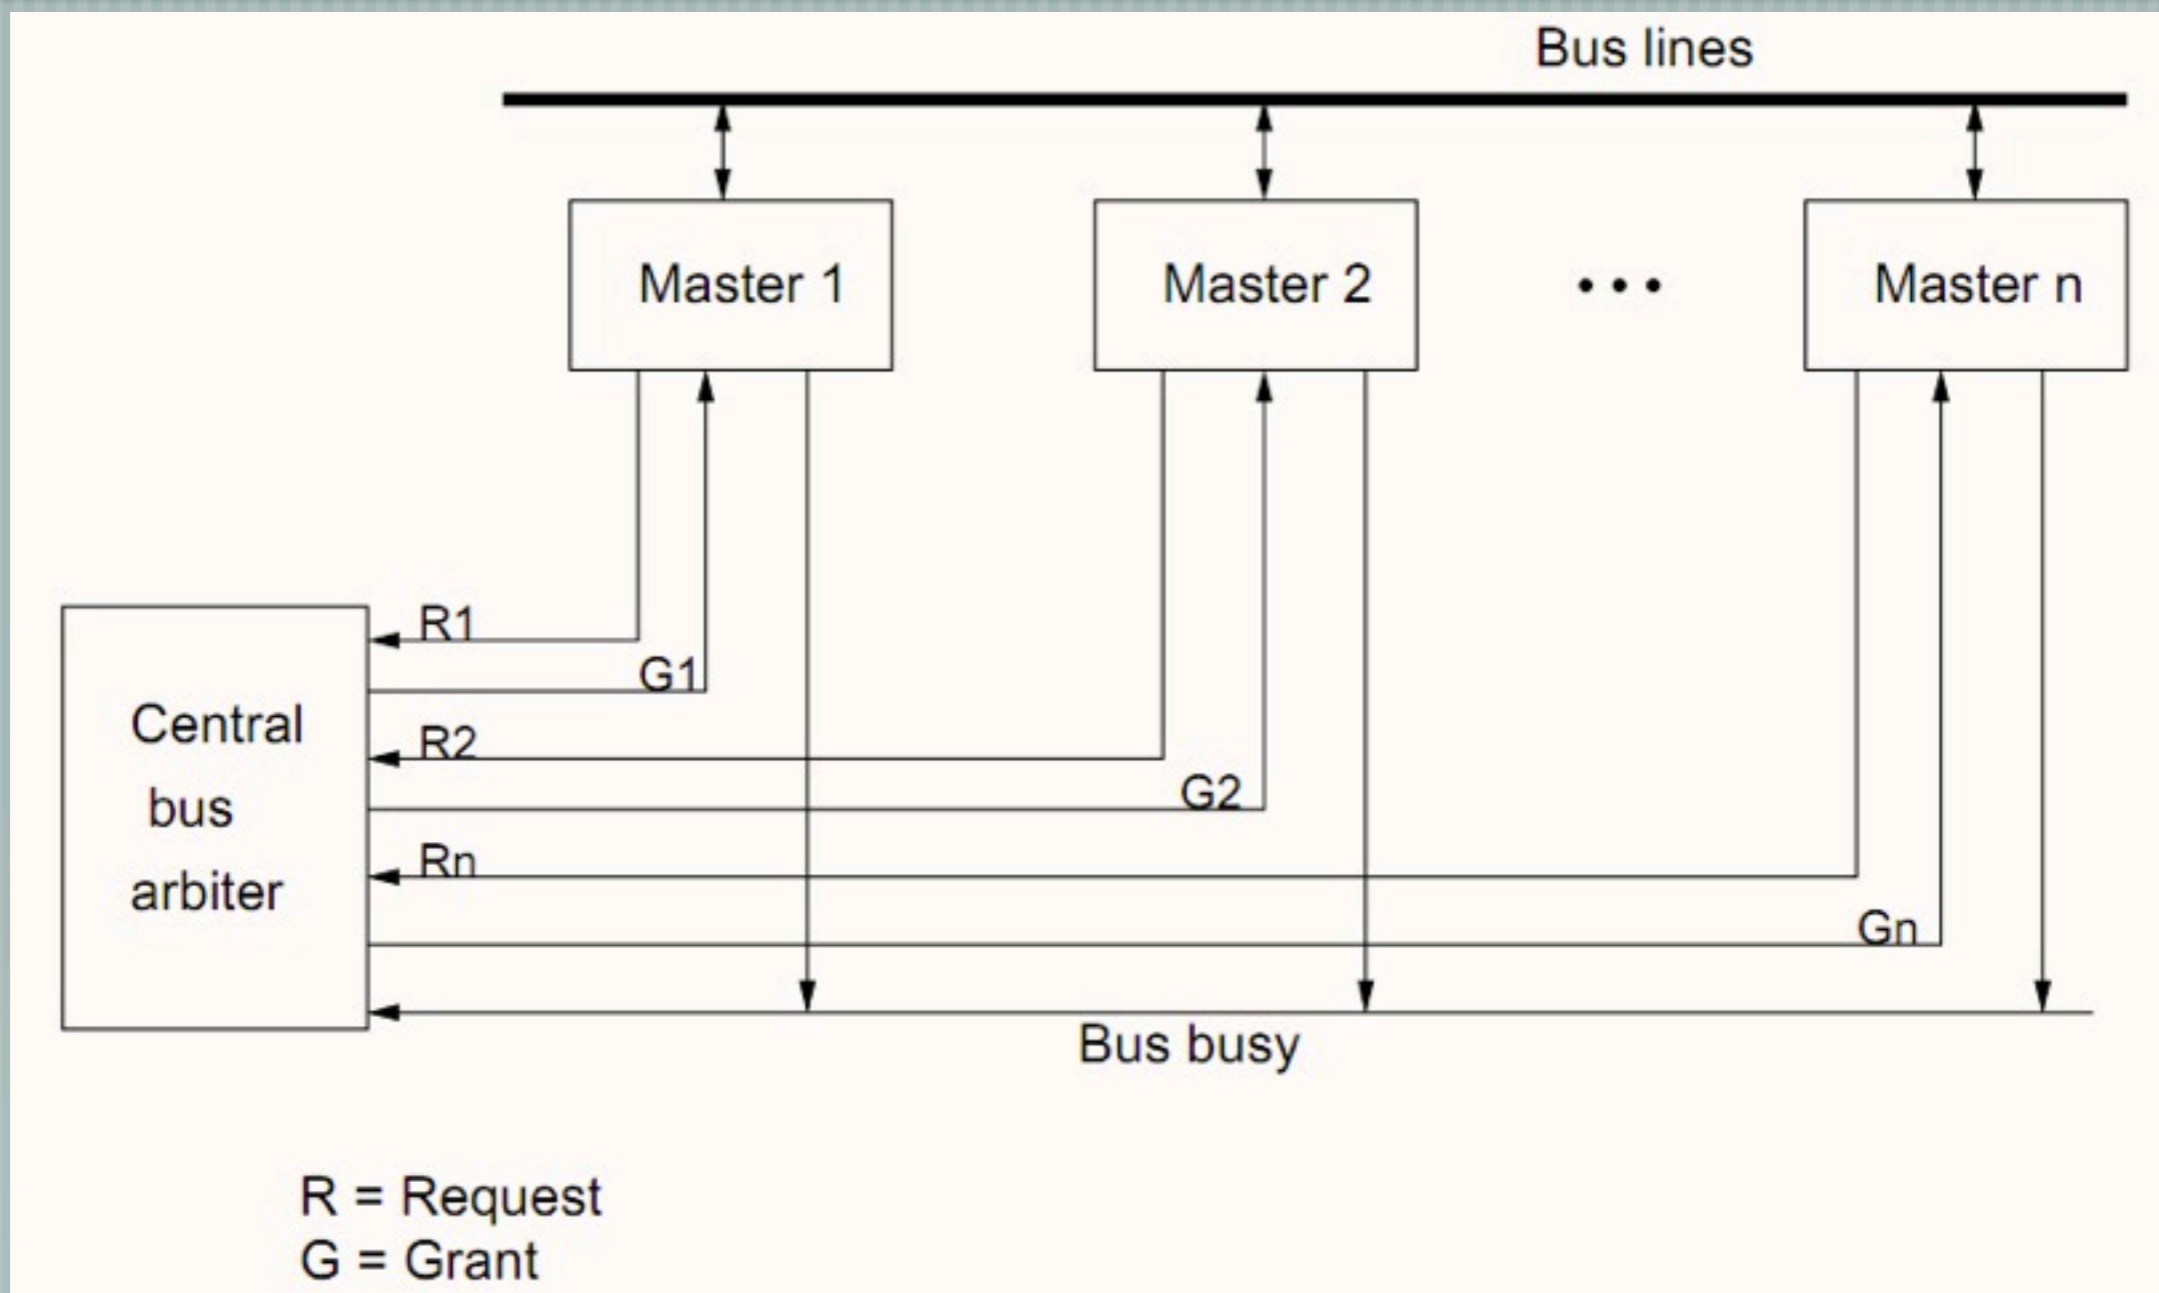 Bus lines
Master 1
Master 2
Master n
R1
G1
R2
G2
Rn
Gn
Central
bus
arbiter
Bus busy
R = Request
G = Grant